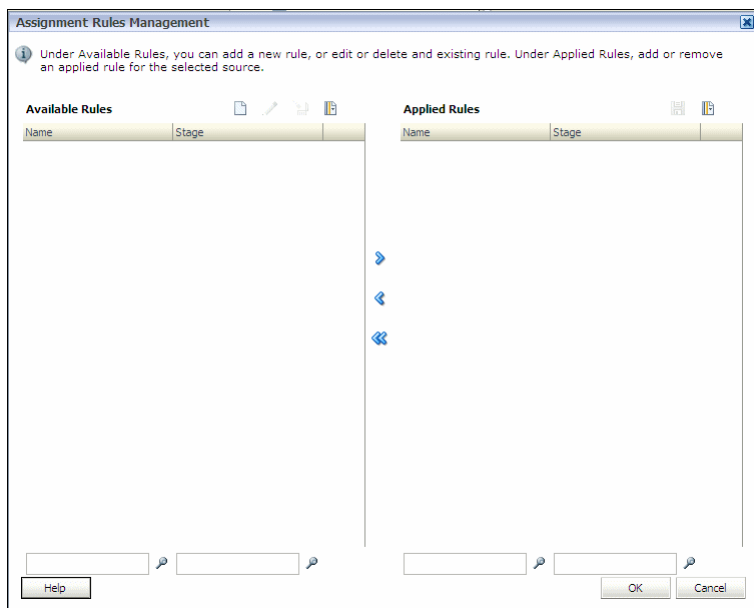 Assignment Rules Management
Under Available Rules, you can add a new rule, or edit or delete and existing rule. Under Applied Rules, add or remove
an applied rule for the selected source.
Available Rules
Applied Rules
Name Stage
Name Stage
Help
OK
Cancel